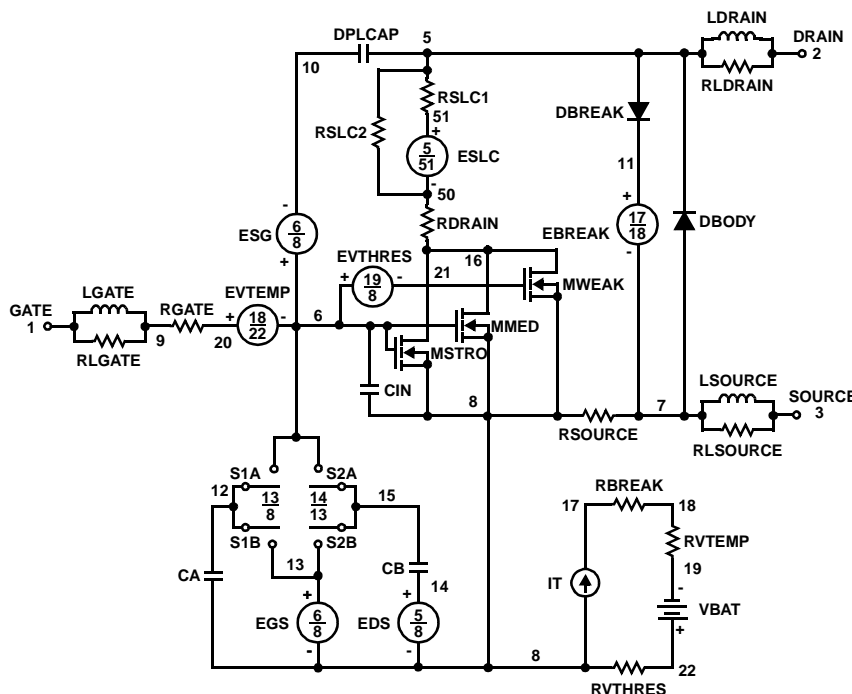 LDRAIN
DPLCAP 5 DRAIN
10 2
RSLC1 RLDRAIN
51 DBREAK
RSLC2 +
5 ESLC
51
11
-
50
- + 
6 RDRAIN 17 DBODY
ESG 8 EBREAK 18
+ EVTHRES 16 -
+ 19 - 21 MWEAK
8
LGATE EVTEMP
GATE RGATE + 18 - 6 MMED
1 22
9 20 MSTRO
RLGATE LSOURCE
CIN 8 7 SOURCE
3
RSOURCE RLSOURCE
S1A S2A
12 13 14 15 RBREAK
8 13 17 18
S1B S2B RVTEMP
13 CB 19
CA 14 IT -
+ + VBAT
EGS 6 EDS 5 +
8 8
- - 8 22
RVTHRES